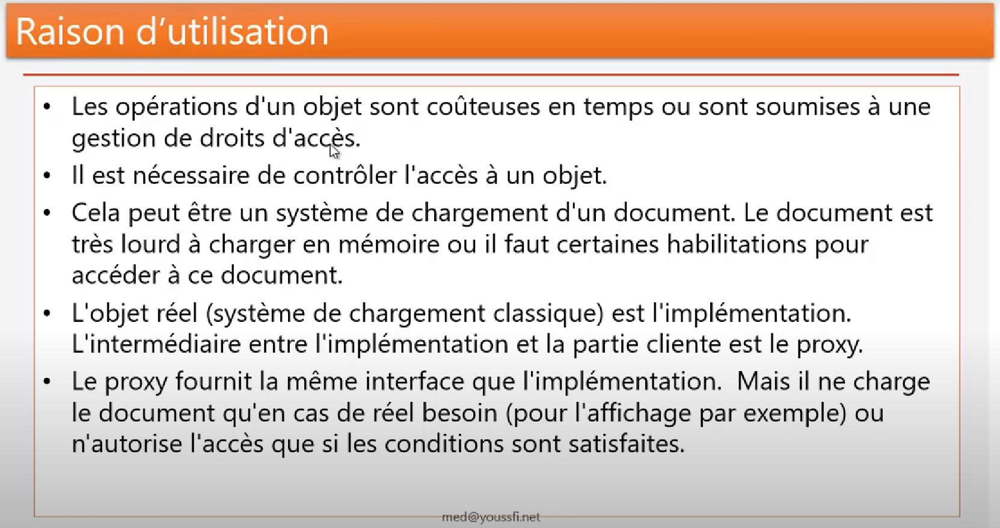 Raison d’utilisation
• Les opérations d'un objet sont coûteuses en temps ou sont soumises à une
gestion de droits d'accès.
• Il est nécessaire de contrôler l'accès à un objet.
• Cela peut être un système de chargement d'un document. Le document est
très lourd à charger en mémoire ou il faut certaines habilitations pour
accéder à ce document.
• L'objet réel (système de chargement classique) est l'implémentation.
L'intermédiaire entre l'implémentation et la partie cliente est le proxy.
• Le proxy fournit la même interface que l'implémentation.  Mais il ne charge
le document qu'en cas de réel besoin (pour l'affichage par exemple) ou
n'autorise l'accès que si les conditions sont satisfaites.
med@youssfi.net